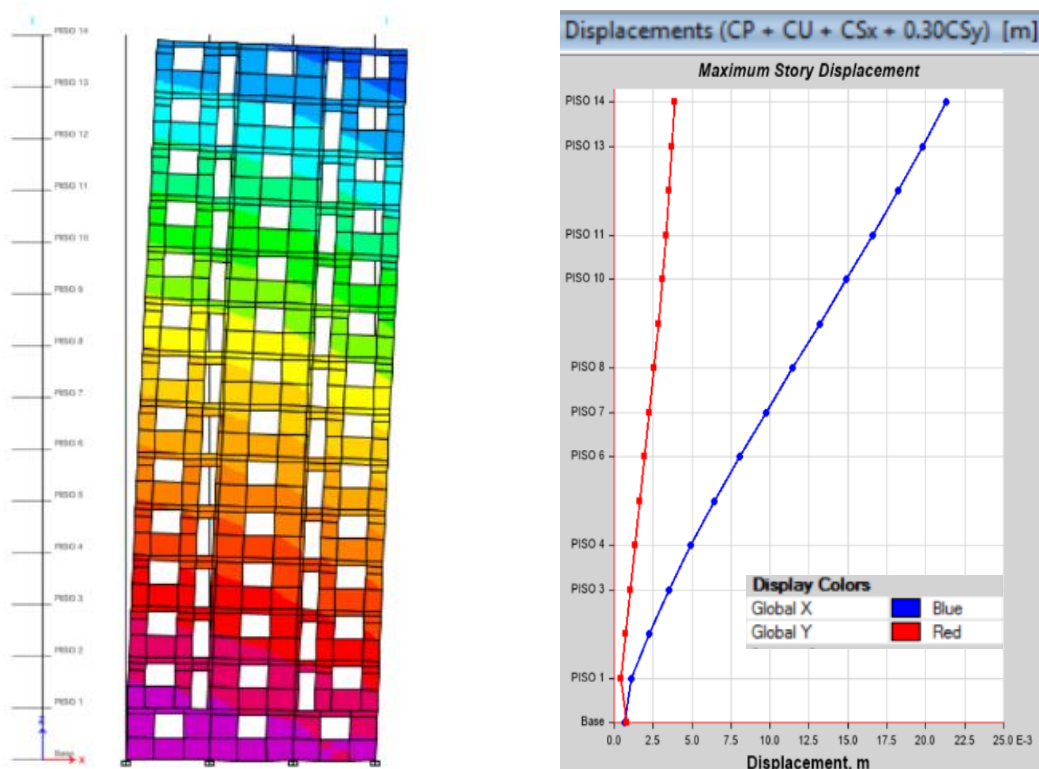 PISO 14
PISO 13
PISO 12
PISO 11
PISO 10
PISO 9
PISO 8
PISO 7
PISO 6
PISO 5
PISO 4
PISO 3
PISO 2
PISO 1
Z
Base
X
Displacements (CP + CU + CSx + 0.30CSy) [m]
Maximum Story Displacement
PISO 14
PISO 13
PISO 11
PISO 10
PISO 8
PISO 7
PISO 6
PISO 4
PISO 3
PISO 1
Base
Display Colors
Global X Blue
Global Y Red
0.0 2.5 5.0 7.5 10.0 12.5 15.0 17.5 20.0 22.5 25.0 E-3
Displacement, m